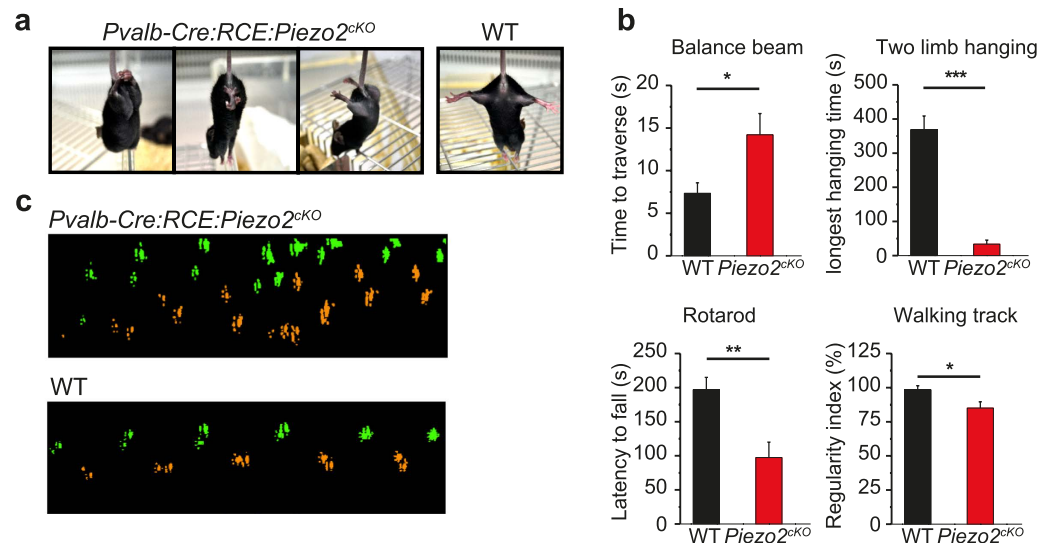 a
Pvalb-Cre:RCE:Piezo2cKO
WT
b
Balance beam
*
Time to traverse (s)
20
15
10
5
0
WT Piezo2cKO
Two limb hanging
***
longest hanging time (s)
500
400
300
200
100
0
WT Piezo2cKO
c
Pvalb-Cre:RCE:Piezo2cKO
WT
Rotarod
**
Latency to fall (s)
250
200
150
100
50
0
WT Piezo2cKO
Walking track
*
Regularity index (%)
125
100
75
50
25
0
WT Piezo2cKO